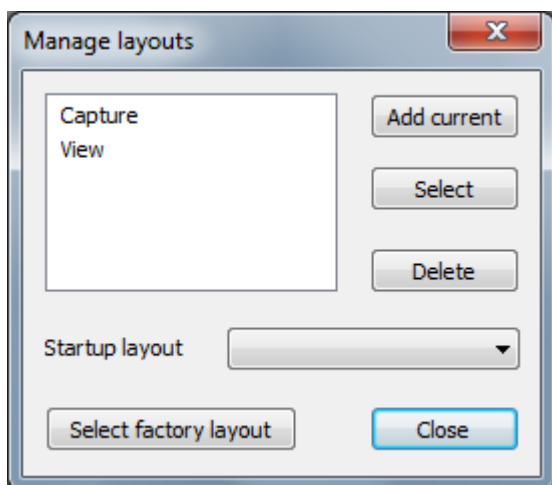 Manage layouts
Capture
View
Add current
Select
Delete
Startup layout
Select factory layout
Close